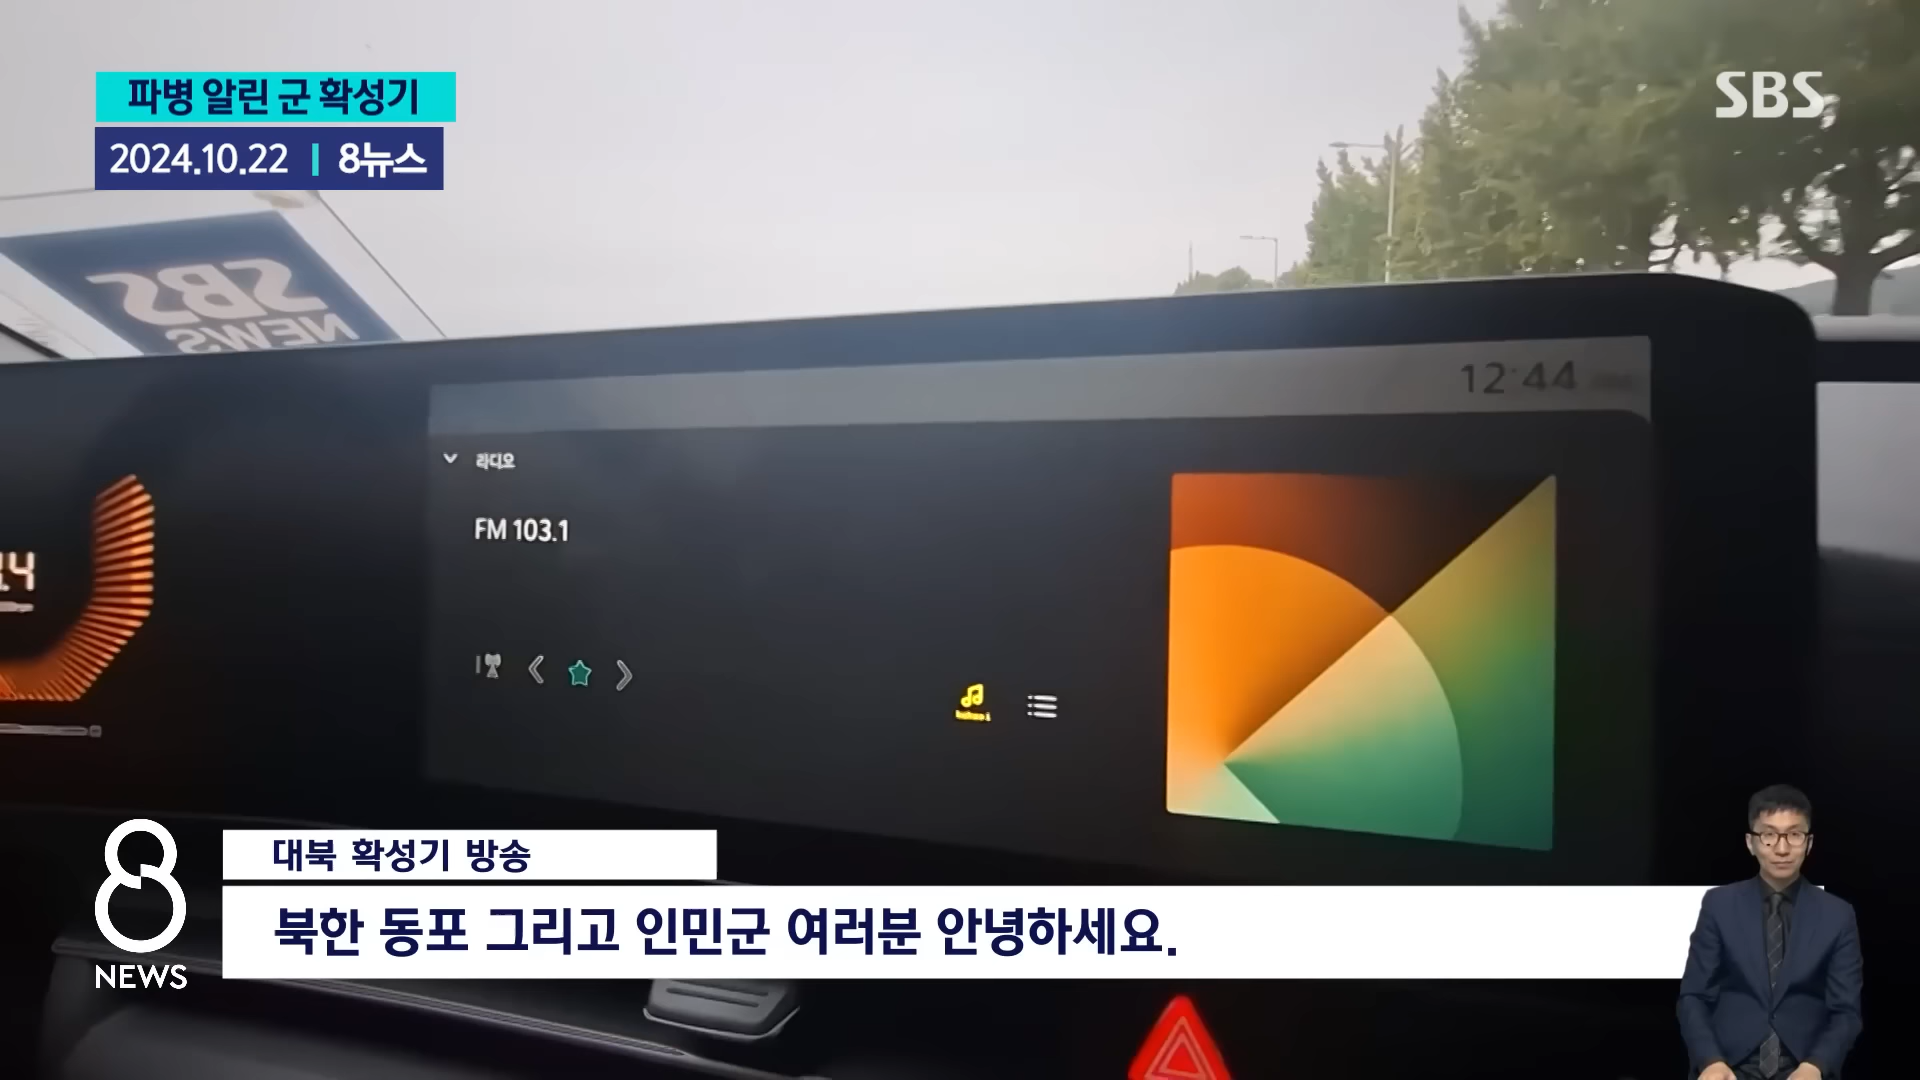 파병 알린 군 확성기
2024.10.22 | 8뉴스
SBS
SBS
NEWS
12:44
라디오
FM 103.1
대북 확성기 방송
북한 동포 그리고 인민군 여러분 안녕하세요.
8
NEWS